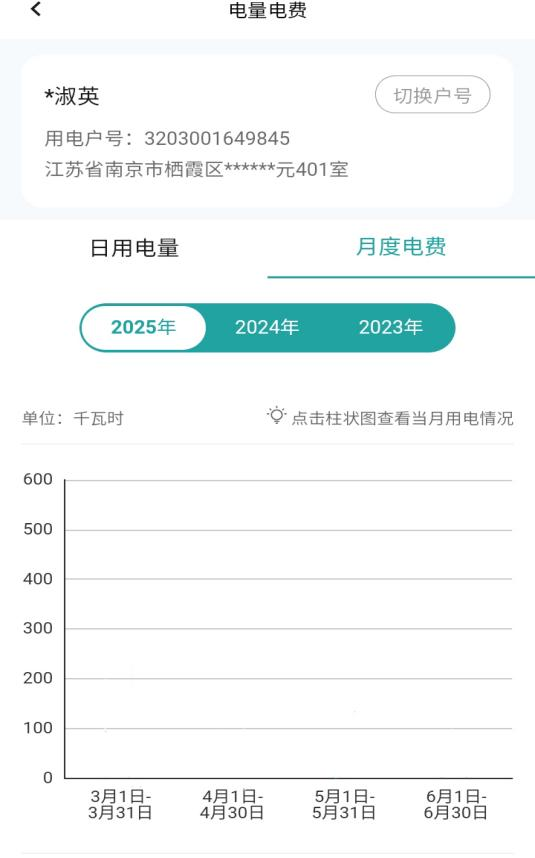 电量电费
*淑英
切换户号
用电户号：3203001649845
江苏省南京市栖霞区******元401室
日用电量 月度电费
2025年 2024年 2023年
单位：千瓦时 点击柱状图查看当月用电情况
600
500
400
300
200
100
0
3月1日- 4月1日- 5月1日- 6月1日-
3月31日 4月30日 5月31日 6月30日